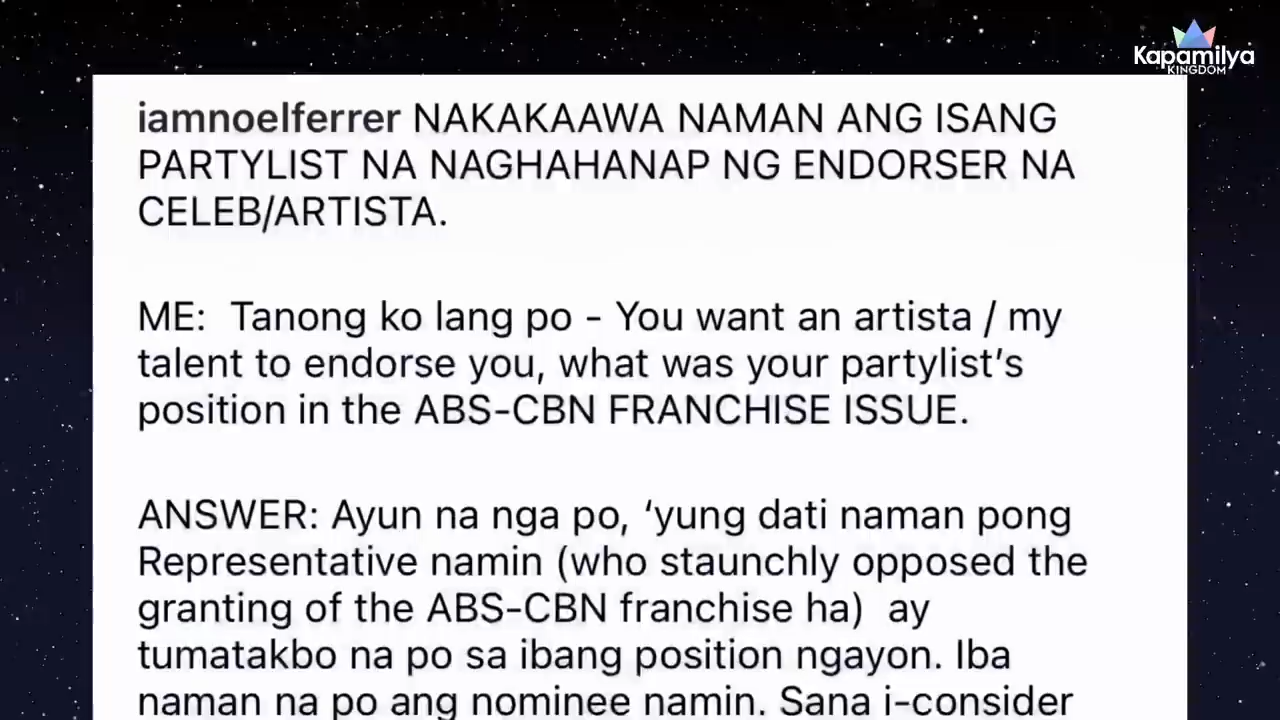 Kapamilya
KINGDOM
iamnoelferrer NAKAKAAWA NAMAN ANG ISANG
PARTYLIST NA NAGHAHANAP NG ENDORSER NA
CELEB/ARTISTA.
ME:  Tanong ko lang po - You want an artista / my
talent to endorse you, what was your partylist’s
position in the ABS-CBN FRANCHISE ISSUE.
ANSWER: Ayun na nga po, ‘yung dati naman pong
Representative namin (who staunchly opposed the
granting of the ABS-CBN franchise ha)  ay
tumatakbo na po sa ibang position ngayon. Iba
naman na po ang nominee namin. Sana i-consider